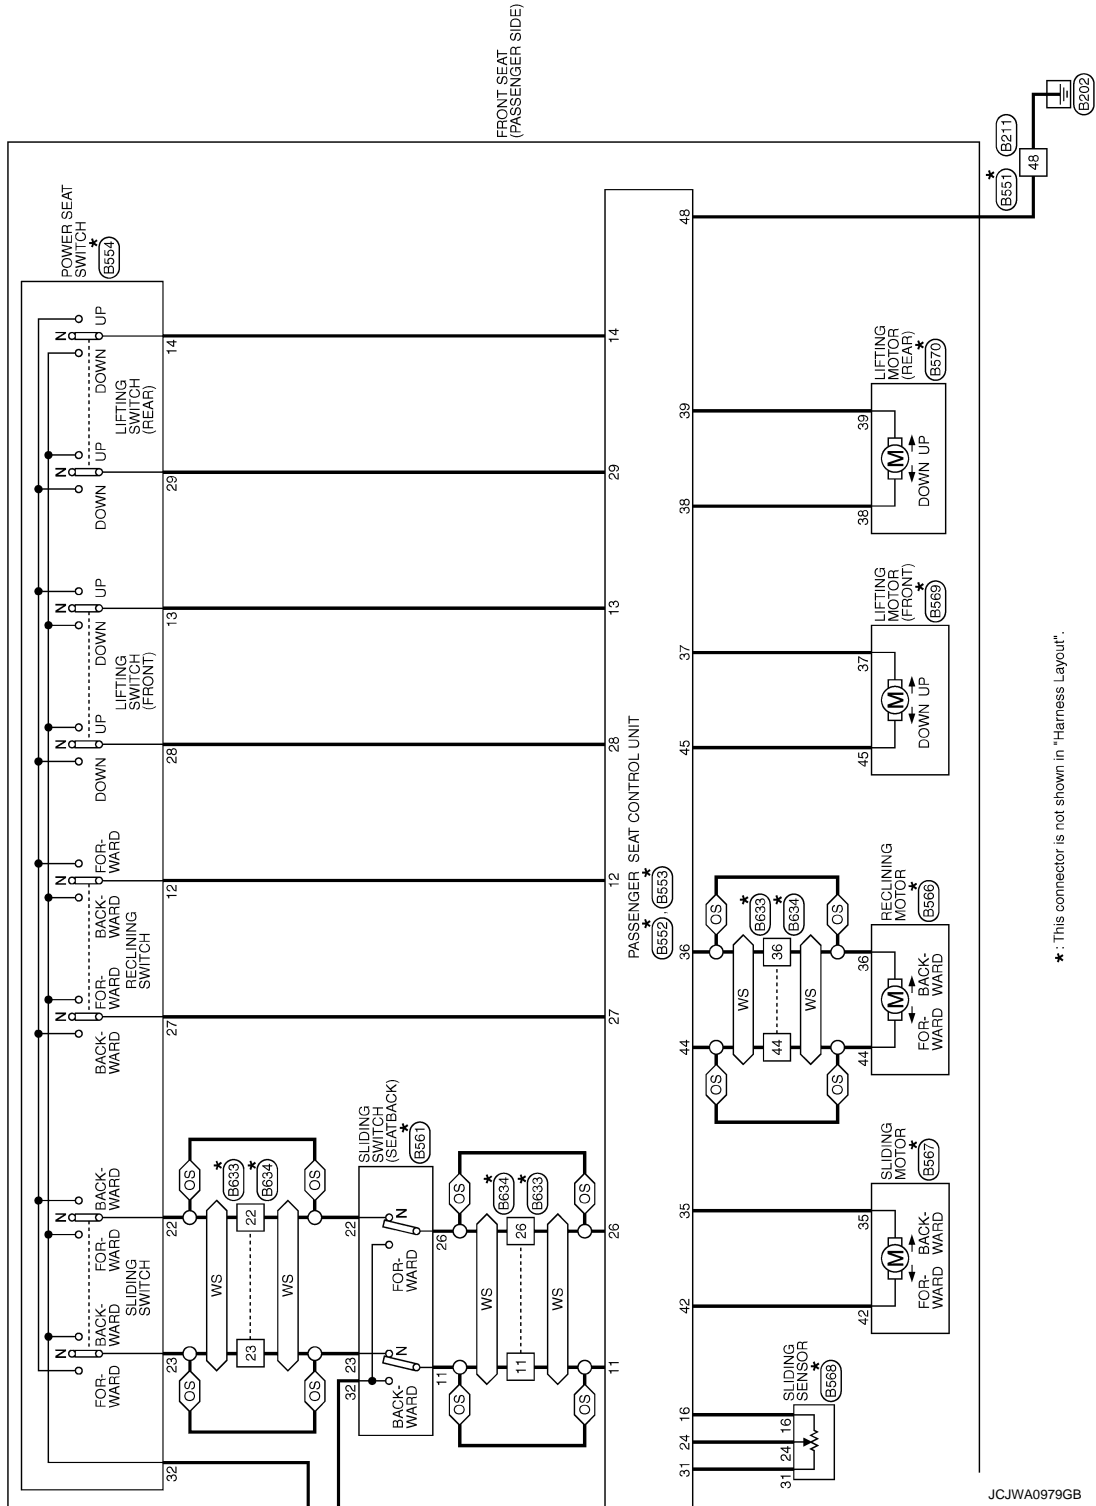 FRONT SEAT
(PASSENGER SIDE)
POWER SEAT
SWITCH
*
B554
N
UP
DOWN
LIFTING
SWITCH
(REAR)
14
N
UP
DOWN
29
N
UP
DOWN
LIFTING
SWITCH
(FRONT)
13
N
UP
DOWN
28
N
FOR-
WARD
BACK-
WARD
RECLINING
SWITCH
12
N
FOR-
WARD
BACK-
WARD
27
N
BACK-
WARD
FOR-
WARD
SLIDING
SWITCH
22
N
BACK-
WARD
FOR-
WARD
23
32
OS
OS
WS
22
23
WS
OS
OS
*
B633
*
B634
SLIDING
SWITCH
(SEATBACK)
*
B561
22
N
FOR-
WARD
26
23
32
N
BACK-
WARD
11
OS
OS
WS
26
11
WS
OS
OS
*
B634
*
B633
14
29
13
28
12
27
26
11
PASSENGER SEAT CONTROL UNIT
*
B552 ,
*
B553
48
39
38
37
45
36
44
35
42
16
24
31
*
B551
B211
48
B202
LIFTING
MOTOR
(REAR)
*
B570
39
38
M
DOWN UP
LIFTING
MOTOR
(FRONT)
*
B569
37
45
M
DOWN UP
OS
OS
WS
36
44
WS
OS
OS
*
B633
*
B634
RECLINING
MOTOR
*
B566
36
44
M
FOR-
WARD
BACK-
WARD
SLIDING
MOTOR
*
B567
35
42
M
FOR-
WARD
BACK-
WARD
SLIDING
SENSOR
*
B568
16
24
31
* : This connector is not shown in "Harness Layout".
JCJWA0979GB